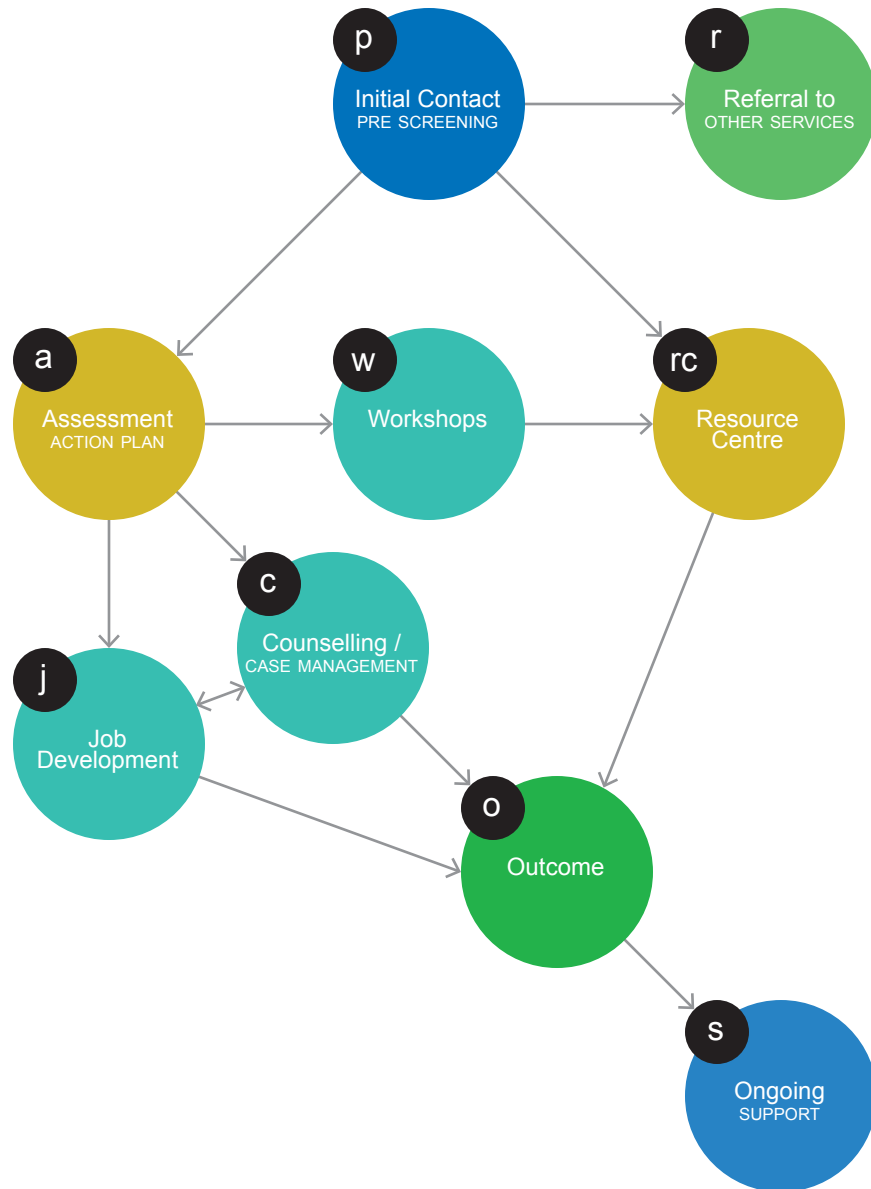 p
Initial Contact
PRE SCREENING
r
Referral to
OTHER SERVICES
a
Assessment
ACTION PLAN
w
Workshops
rc
Resource
Centre
c
Counselling /
CASE MANAGEMENT
j
Job
Development
o
Outcome
s
Ongoing
SUPPORT